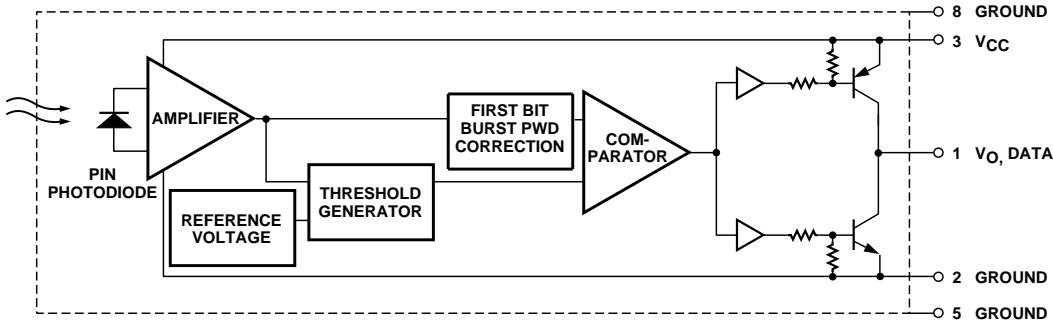 8 GROUND
3 VCC
AMPLIFIER
FIRST BIT
BURST PWD
CORRECTION
COM-
PARATOR
1 VO, DATA
PIN
PHOTODIODE
THRESHOLD
GENERATOR
REFERENCE
VOLTAGE
2 GROUND
5 GROUND